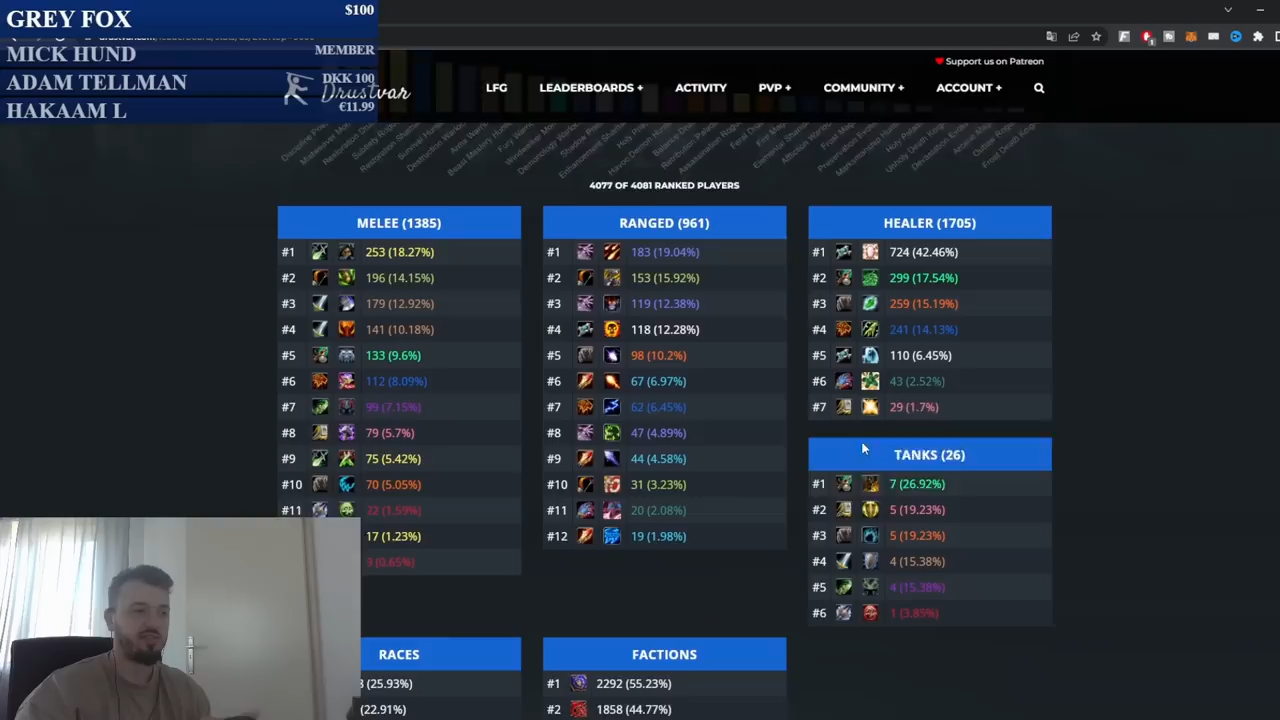 GREY FOX $100
MICK HUND MEMBER
ADAM TELLMAN DKK 100
HAKAAM L €11.99
Drustvar
Support us on Patreon
LFG LEADERBOARDS + ACTIVITY PVP + COMMUNITY + ACCOUNT +
4077 OF 4081 RANKED PLAYERS
MELEE (1385)
#1 253 (18.27%)
#2 196 (14.15%)
#3 179 (12.92%)
#4 141 (10.18%)
#5 133 (9.6%)
#6 112 (8.09%)
#7 99 (7.15%)
#8 79 (5.7%)
#9 75 (5.42%)
#10 70 (5.05%)
#11 22 (1.59%)
17 (1.23%)
9 (0.65%)
RANGED (961)
#1 183 (19.04%)
#2 153 (15.92%)
#3 119 (12.38%)
#4 118 (12.28%)
#5 98 (10.2%)
#6 67 (6.97%)
#7 62 (6.45%)
#8 47 (4.89%)
#9 44 (4.58%)
#10 31 (3.23%)
#11 20 (2.08%)
#12 19 (1.98%)
HEALER (1705)
#1 724 (42.46%)
#2 299 (17.54%)
#3 259 (15.19%)
#4 241 (14.13%)
#5 110 (6.45%)
#6 43 (2.52%)
#7 29 (1.7%)
TANKS (26)
#1 7 (26.92%)
#2 5 (19.23%)
#3 5 (19.23%)
#4 4 (15.38%)
#5 4 (15.38%)
#6 1 (3.85%)
RACES
(25.93%)
(22.91%)
FACTIONS
#1 2292 (55.23%)
#2 1858 (44.77%)